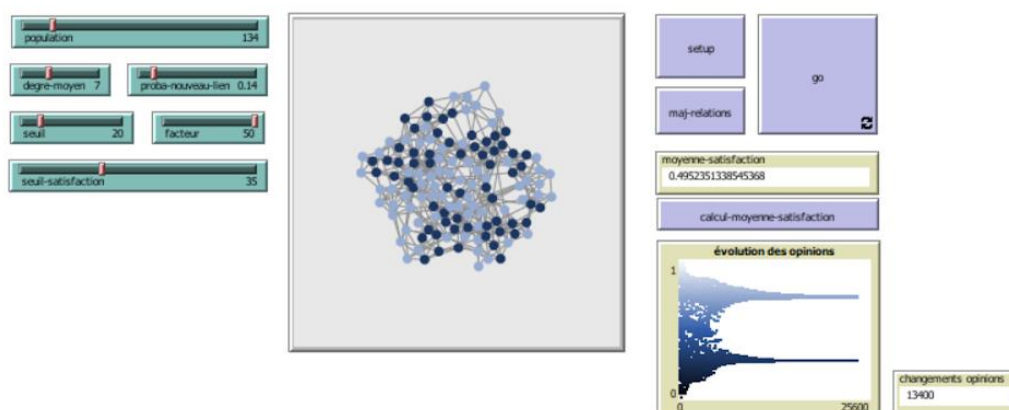 population 134
degre-moyen 7 proba-nouveau-lien 0.14
seuil 20 facteur 50
seuil-satisfaction 35
setup
go
maj-relations
moyenne-satisfaction
0.4952351338545368
calcul-moyenne-satisfaction
évolution des opinions
1
0
0 25600
changements opinions
13400